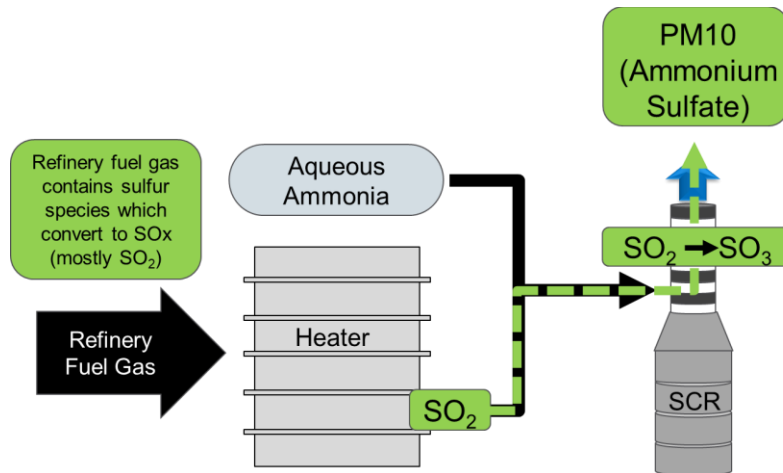 PM10
(Ammonium
Sulfate)
Refinery fuel gas
contains sulfur
species which
convert to SOx
(mostly SO₂)
Aqueous
Ammonia
SO₂ → SO₃
Refinery
Fuel Gas
Heater
SO₂
SCR